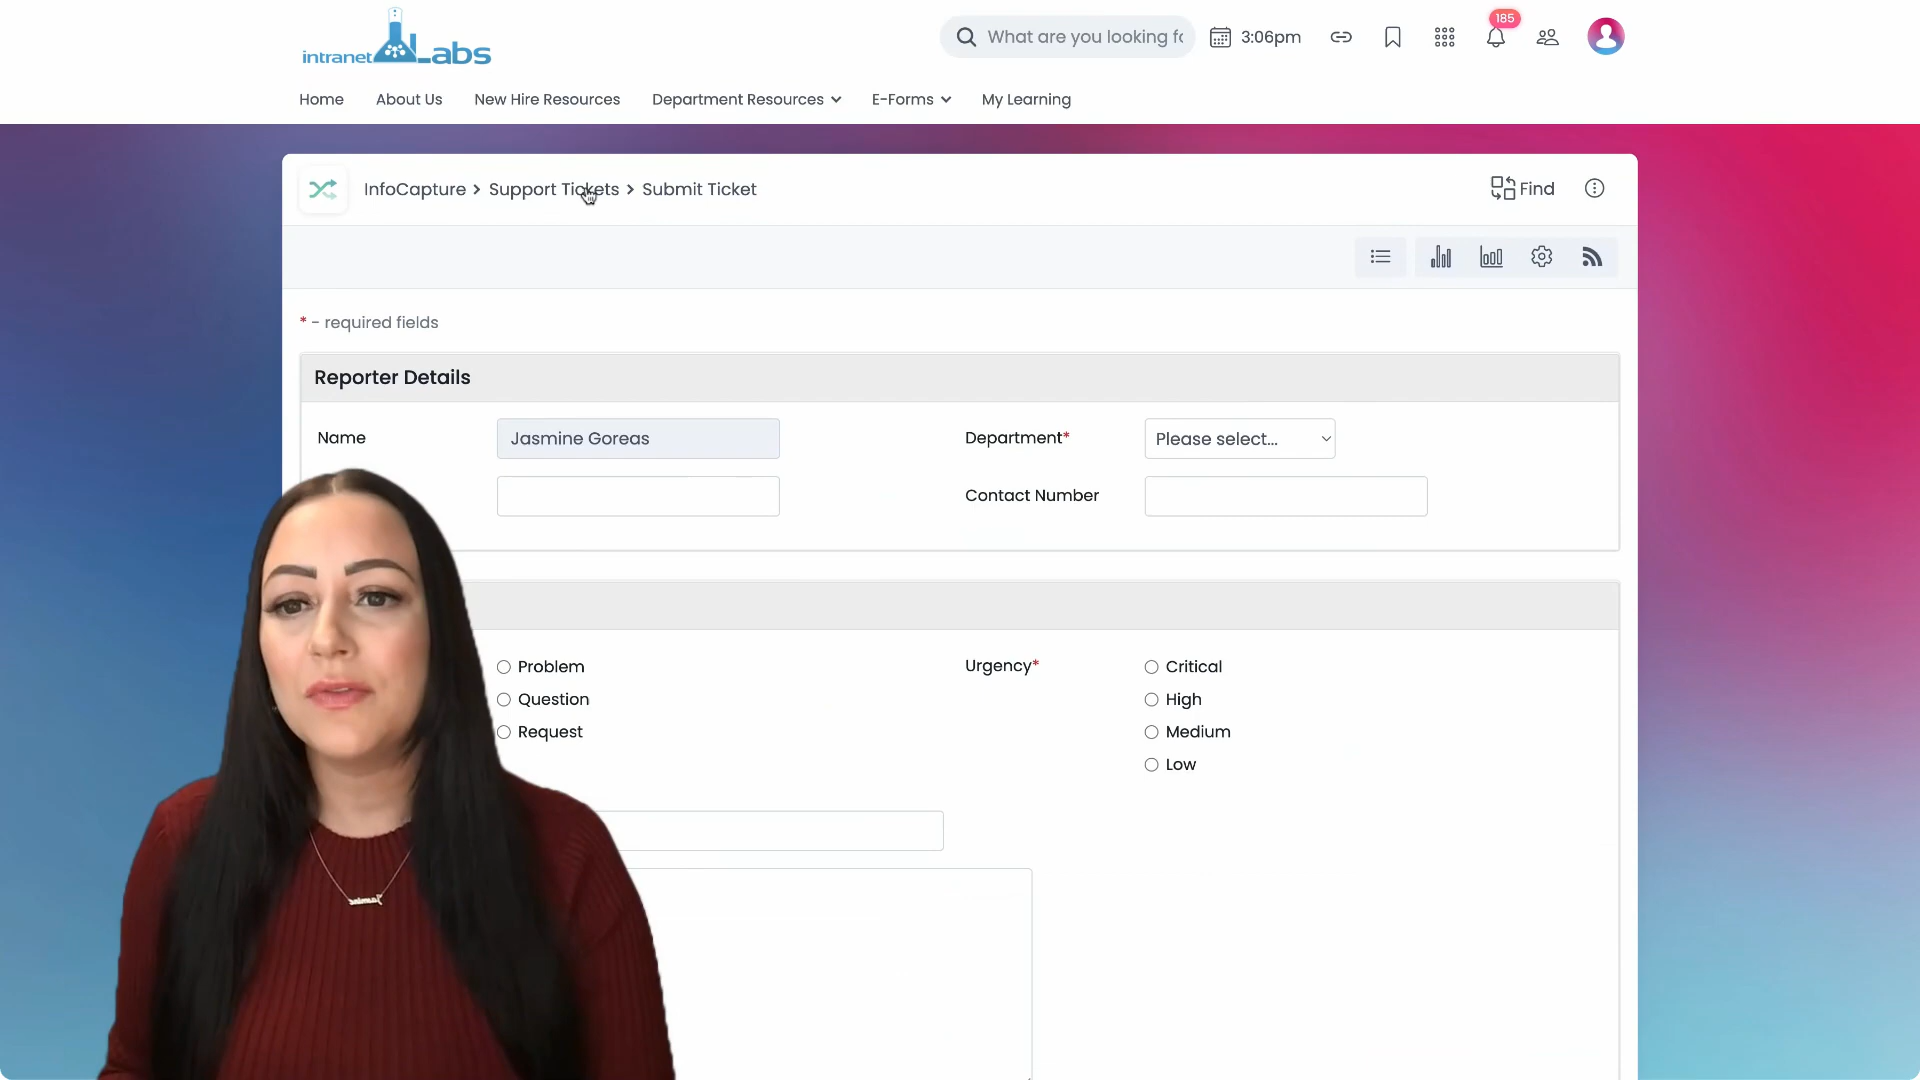 intranet Labs
What are you looking fo
3:06pm
185
Home
About Us
New Hire Resources
Department Resources
E-Forms
My Learning
InfoCapture > Support Tickets > Submit Ticket
Find
* - required fields
Reporter Details
Name
Jasmine Goreas
Department*
Please select...
Contact Number
Problem
Question
Request
Urgency*
Critical
High
Medium
Low